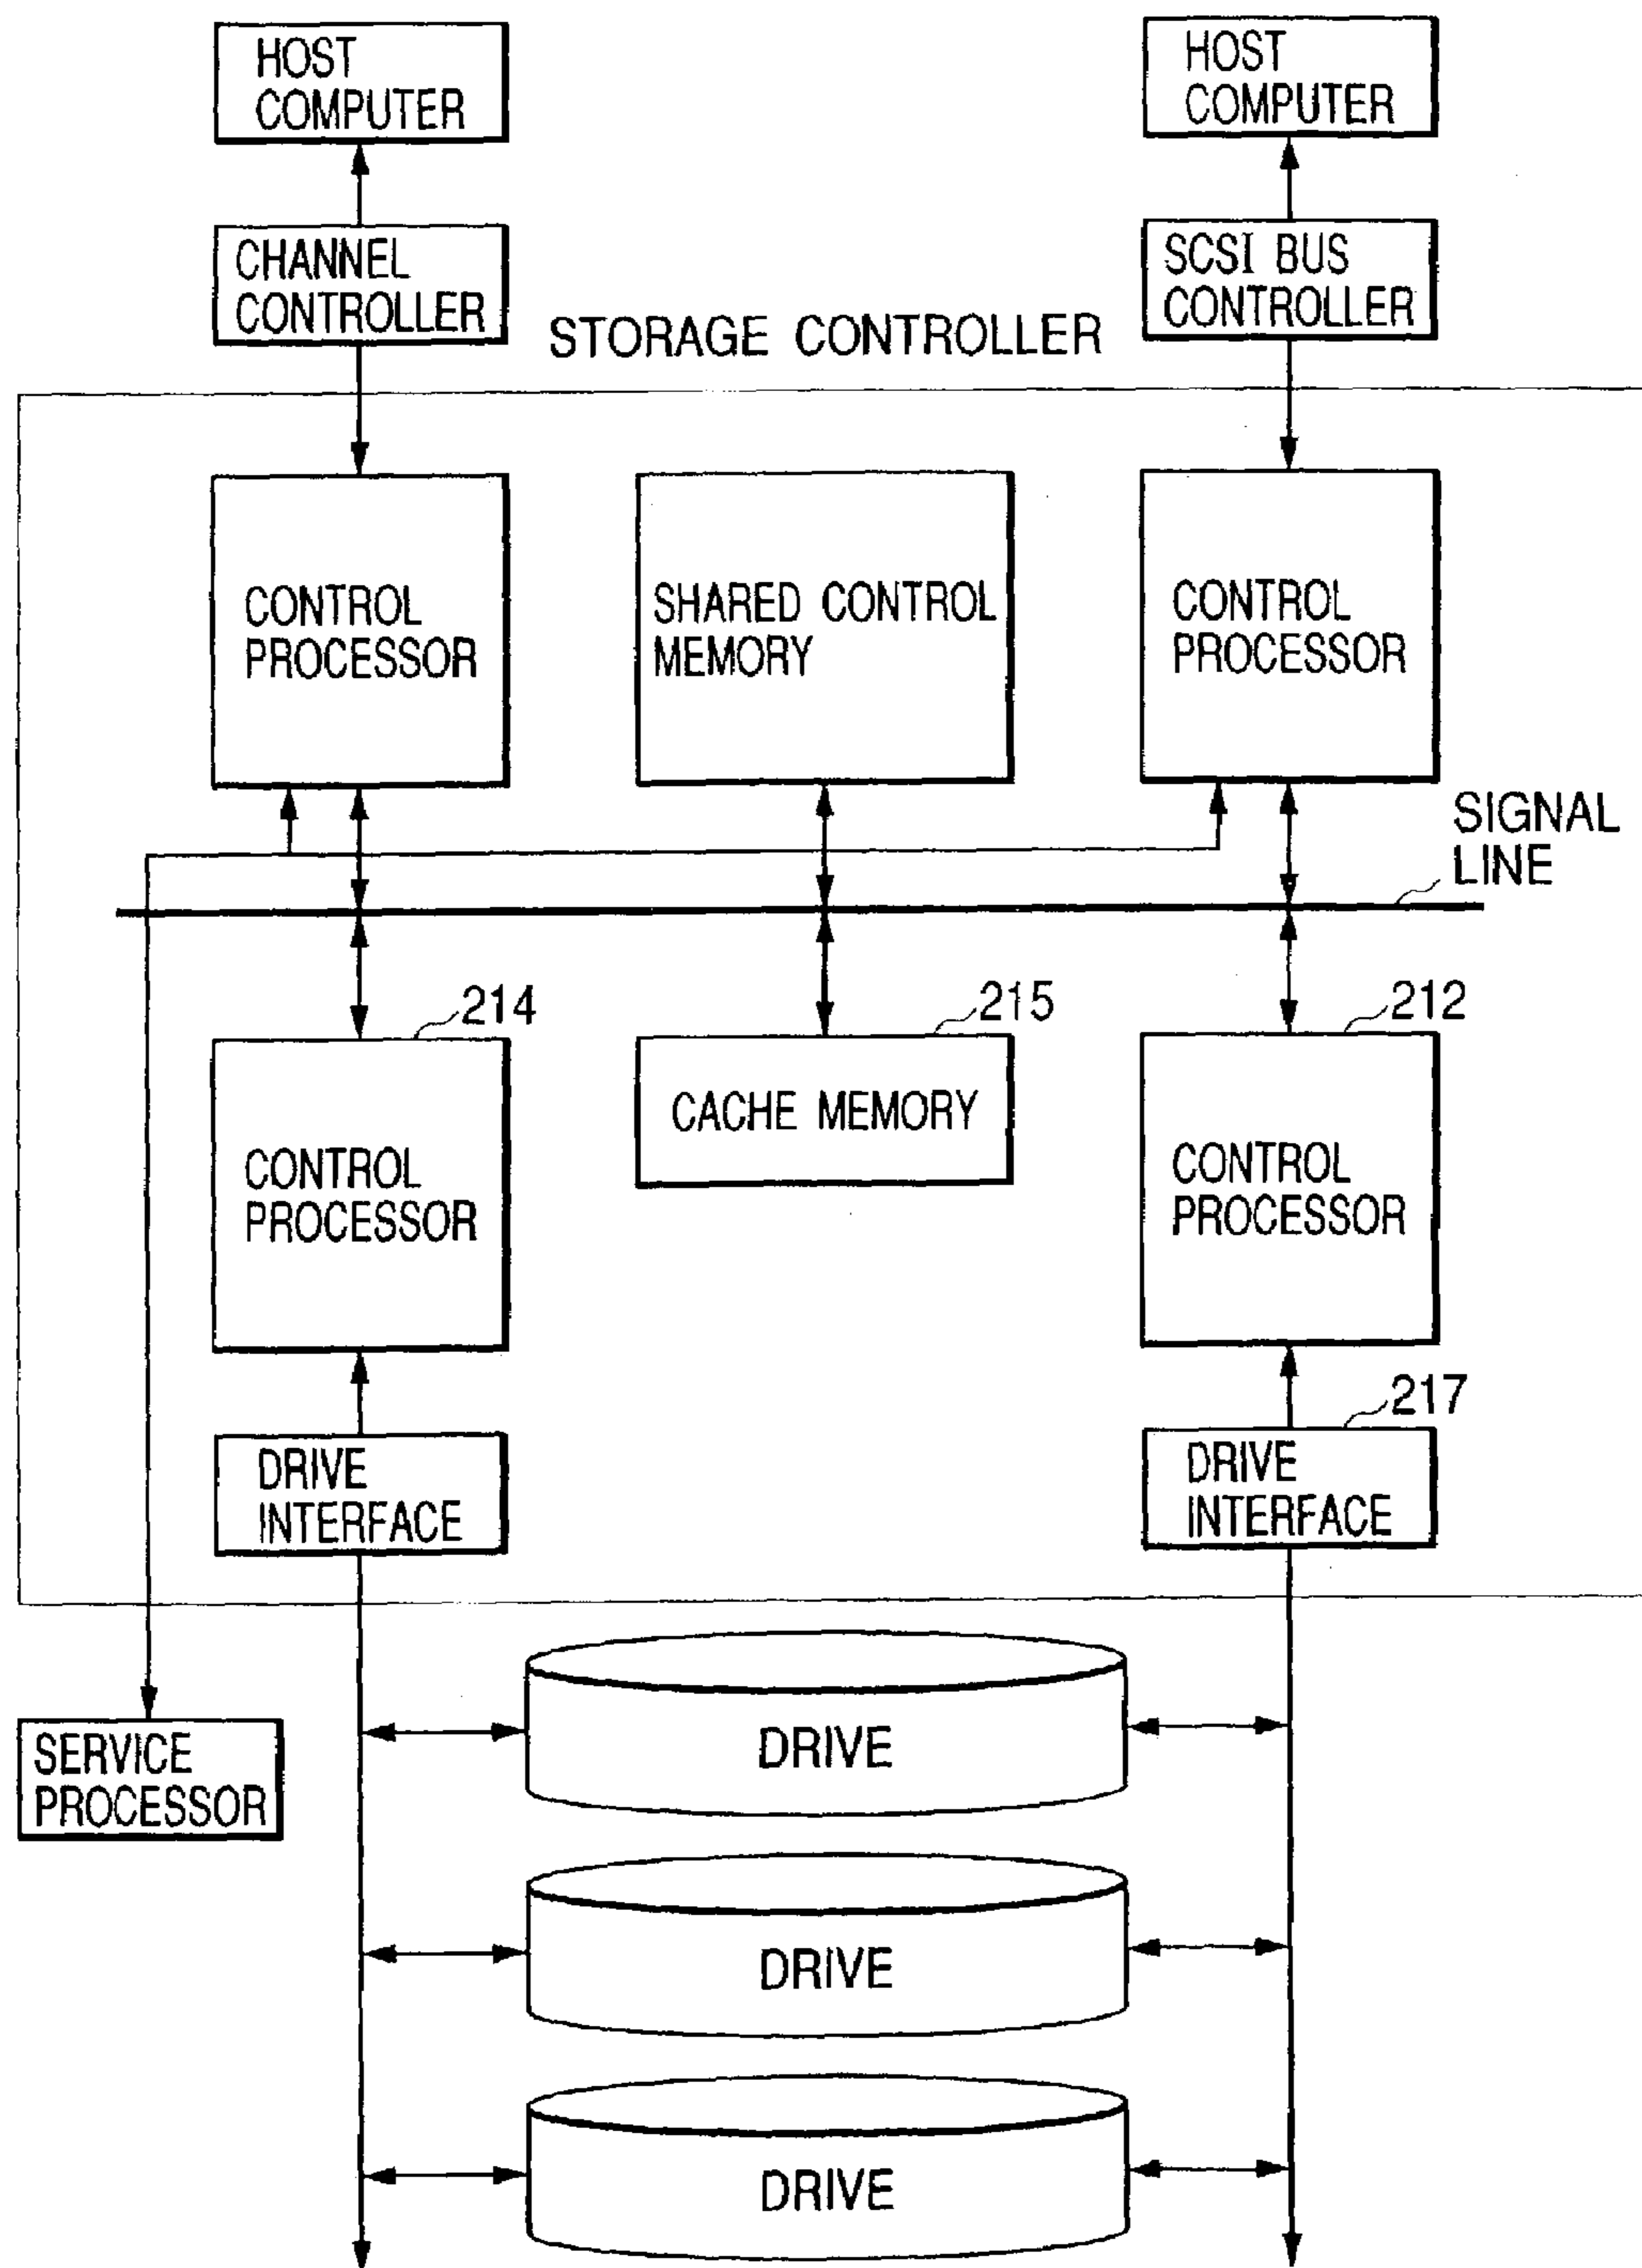 HOST
COMPUTER
HOST
COMPUTER
CHANNEL
CONTROLLER
SCSI BUS
CONTROLLER
STORAGE CONTROLLER
CONTROL
PROCESSOR
SHARED CONTROL
MEMORY
CONTROL
PROCESSOR
SIGNAL
LINE
214
215
212
CONTROL
PROCESSOR
CACHE MEMORY
CONTROL
PROCESSOR
217
DRIVE
INTERFACE
DRIVE
INTERFACE
SERVICE
PROCESSOR
DRIVE
DRIVE
DRIVE